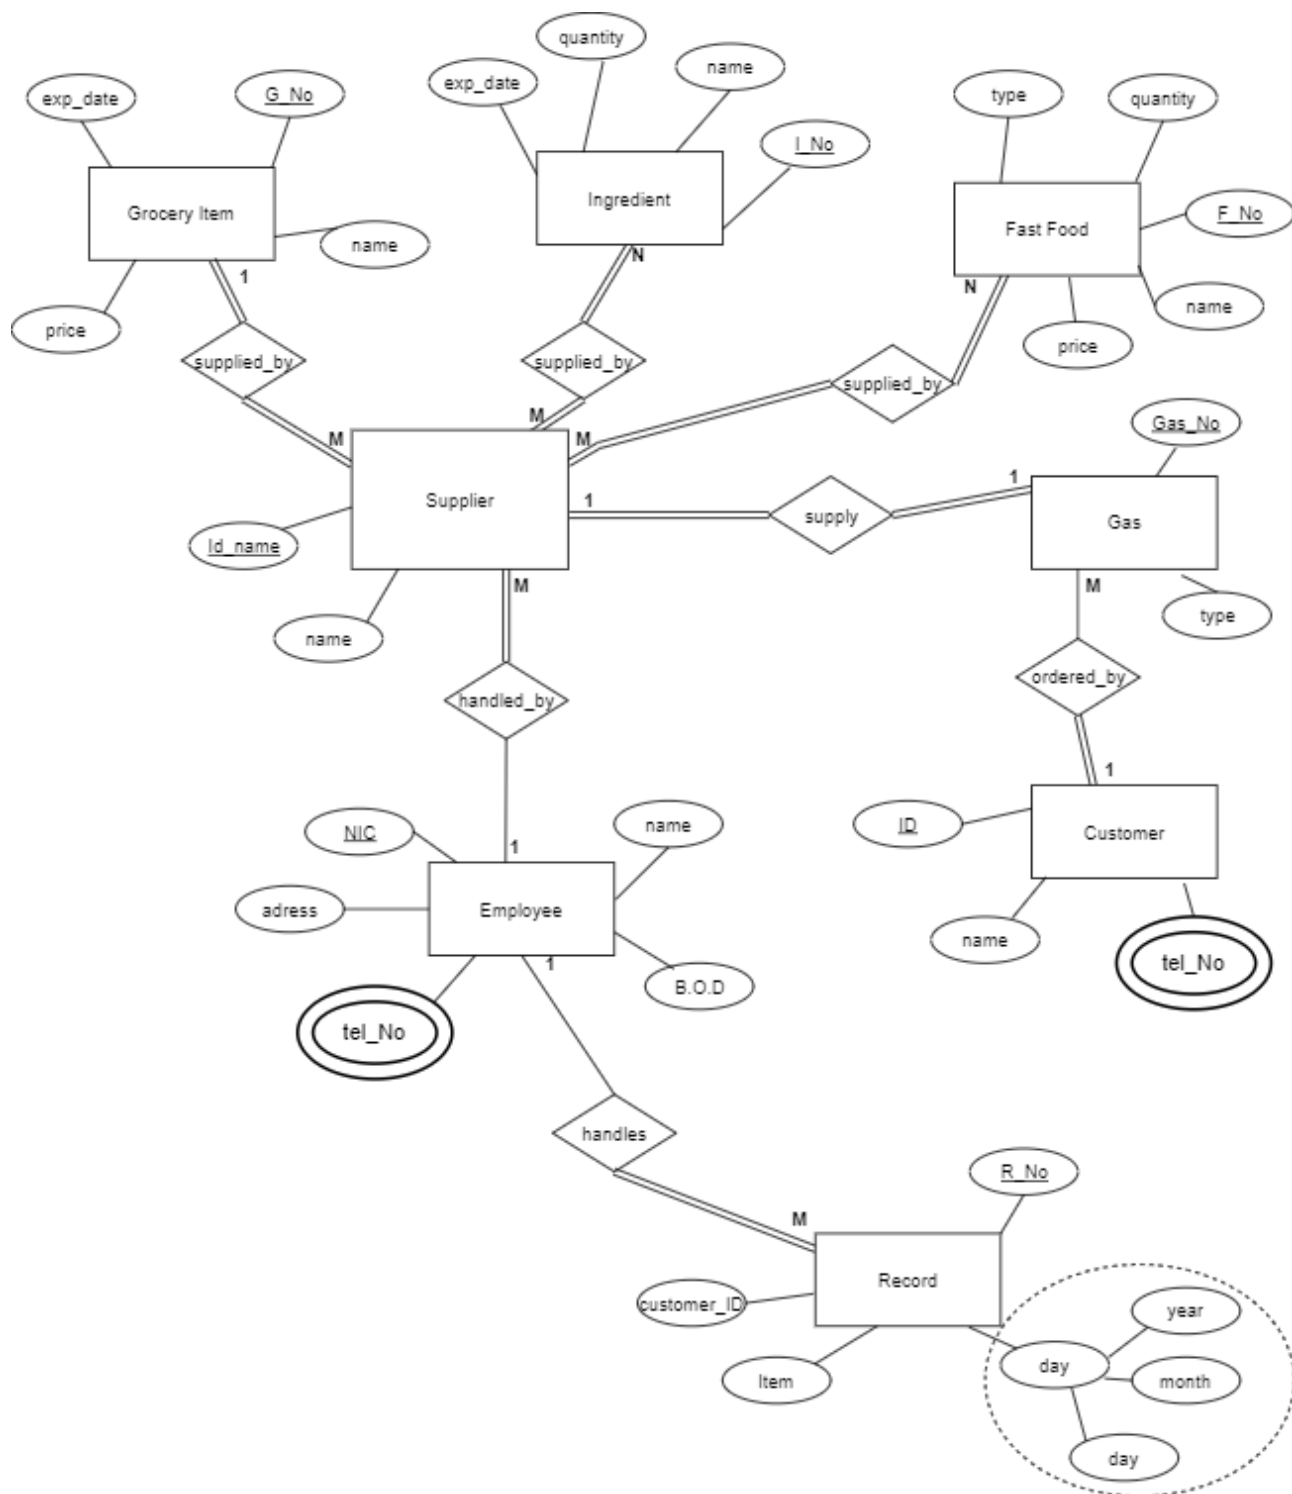 quantity
name
exp_date
G_No
exp_date
type
quantity
I_No
Grocery Item
Ingredient
Fast Food
F_No
name
name
price
price
1
N
N
supplied_by
supplied_by
supplied_by
M
M
M
Gas_No
Supplier
1
supply
1
Gas
Id_name
name
M
M
type
handled_by
ordered_by
1
1
NIC
name
ID
Customer
adress
Employee
name
tel_No
1
B.O.D
tel_No
handles
R_No
M
Record
customer_ID
year
day
month
Item
day